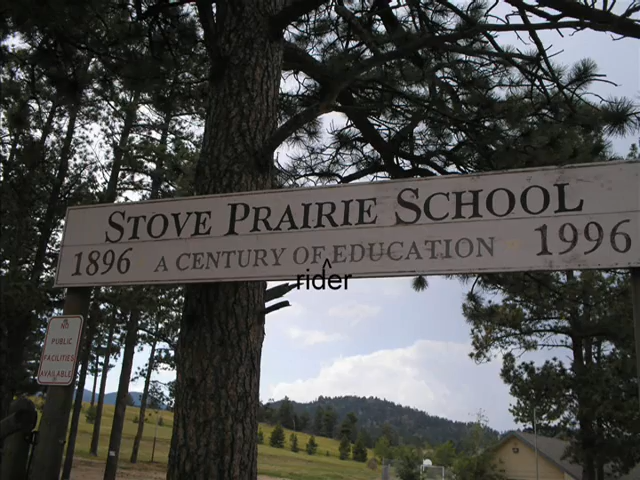 STOVE PRAIRIE SCHOOL
1896 A CENTURY OF EDUCATION 1996
^
rider
PUBLIC
FACILITIES
AVAILABLE